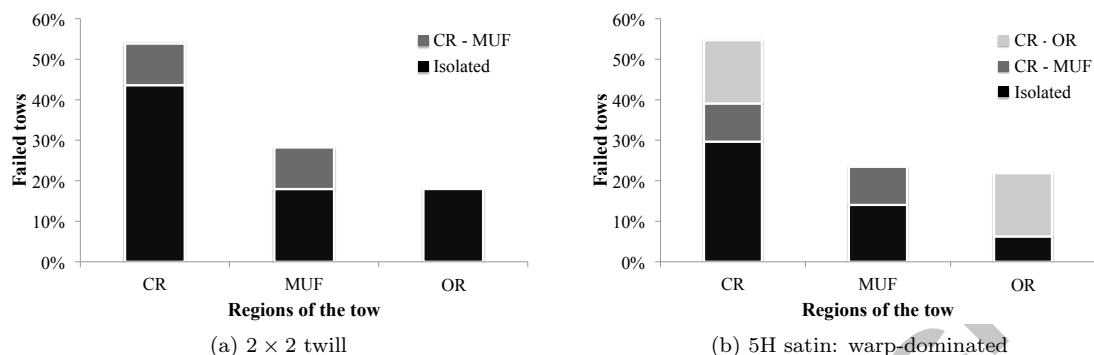 60%
50%
40%
30%
20%
10%
0%
Failed tows
CR - MUF
Isolated
CR
MUF
OR
Regions of the tow
(a) 2 × 2 twill
60%
50%
40%
30%
20%
10%
0%
Failed tows
CR - OR
CR - MUF
Isolated
CR
MUF
OR
Regions of the tow
(b) 5H satin: warp-dominated